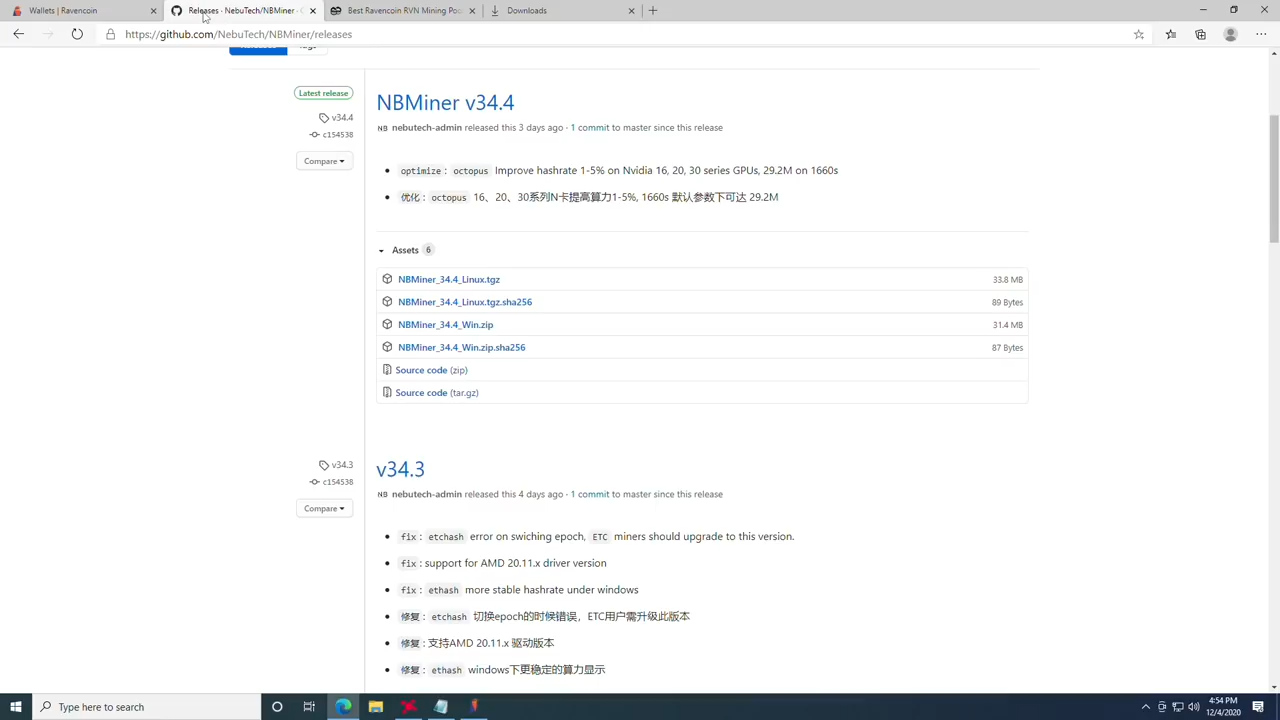 Wallets | Ravencoin
Releases · NebuTech/NBMiner ·
Best Ravencoin RVN Mining Po
Downloads
https://github.com/NebuTech/NBMiner/releases
Latest release
v34.4
c154538
Compare
NBMiner v34.4
NB nebutech-admin released this 3 days ago · 1 commit to master since this release
optimize : octopus Improve hashrate 1-5% on Nvidia 16, 20, 30 series GPUs, 29.2M on 1660s
优化 : octopus 16、20、30系列N卡提高算力1-5%, 1660s 默认参数下可达 29.2M
Assets 6
NBMiner_34.4_Linux.tgz 33.8 MB
NBMiner_34.4_Linux.tgz.sha256 89 Bytes
NBMiner_34.4_Win.zip 31.4 MB
NBMiner_34.4_Win.zip.sha256 87 Bytes
Source code (zip)
Source code (tar.gz)
v34.3
c154538
Compare
v34.3
NB nebutech-admin released this 4 days ago · 1 commit to master since this release
fix : etchash error on swiching epoch, ETC miners should upgrade to this version.
fix : support for AMD 20.11.x driver version
fix : ethash more stable hashrate under windows
修复 : etchash 切换epoch的时候错误，ETC用户需升级此版本
修复 : 支持AMD 20.11.x 驱动版本
修复 : ethash windows下更稳定的算力显示
Type here to search
4:54 PM
12/4/2020